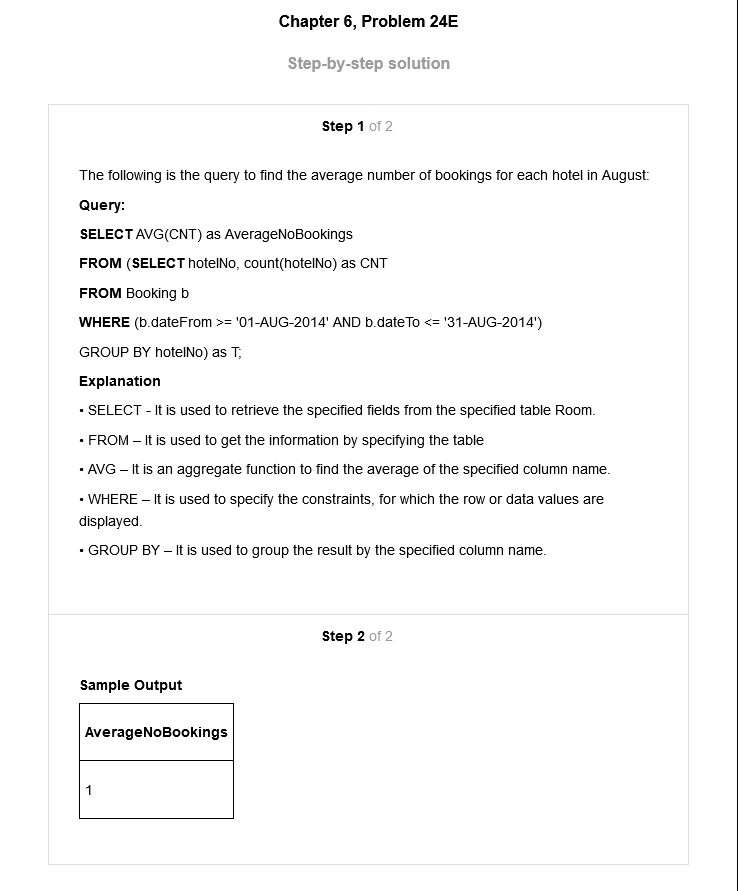 Chapter 6, Problem 24E
Step-by-step solution
Step 1 of 2
The following is the query to find the average number of bookings for each hotel in August:
Query:
SELECT AVG(CNT) as AverageNoBookings
FROM (SELECT hotelNo, count(hotelNo) as CNT
FROM Booking b
WHERE (b.dateFrom >= '01-AUG-2014' AND b.dateTo <= '31-AUG-2014')
GROUP BY hotelNo) as T;
Explanation
• SELECT - It is used to retrieve the specified fields from the specified table Room.
• FROM – It is used to get the information by specifying the table
• AVG – It is an aggregate function to find the average of the specified column name.
• WHERE – It is used to specify the constraints, for which the row or data values are
displayed.
• GROUP BY – It is used to group the result by the specified column name.
Step 2 of 2
Sample Output
AverageNoBookings
1